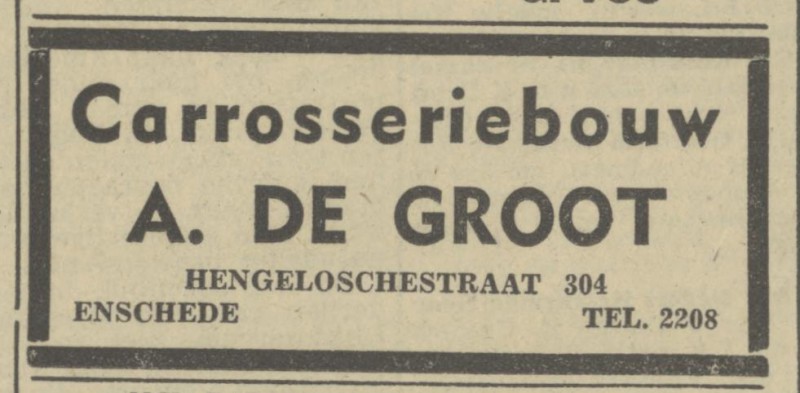 Carrosseriebouw
A. DE GROOT
HENGELOSCHESTRAAT 304
ENSCHEDE TEL. 2208